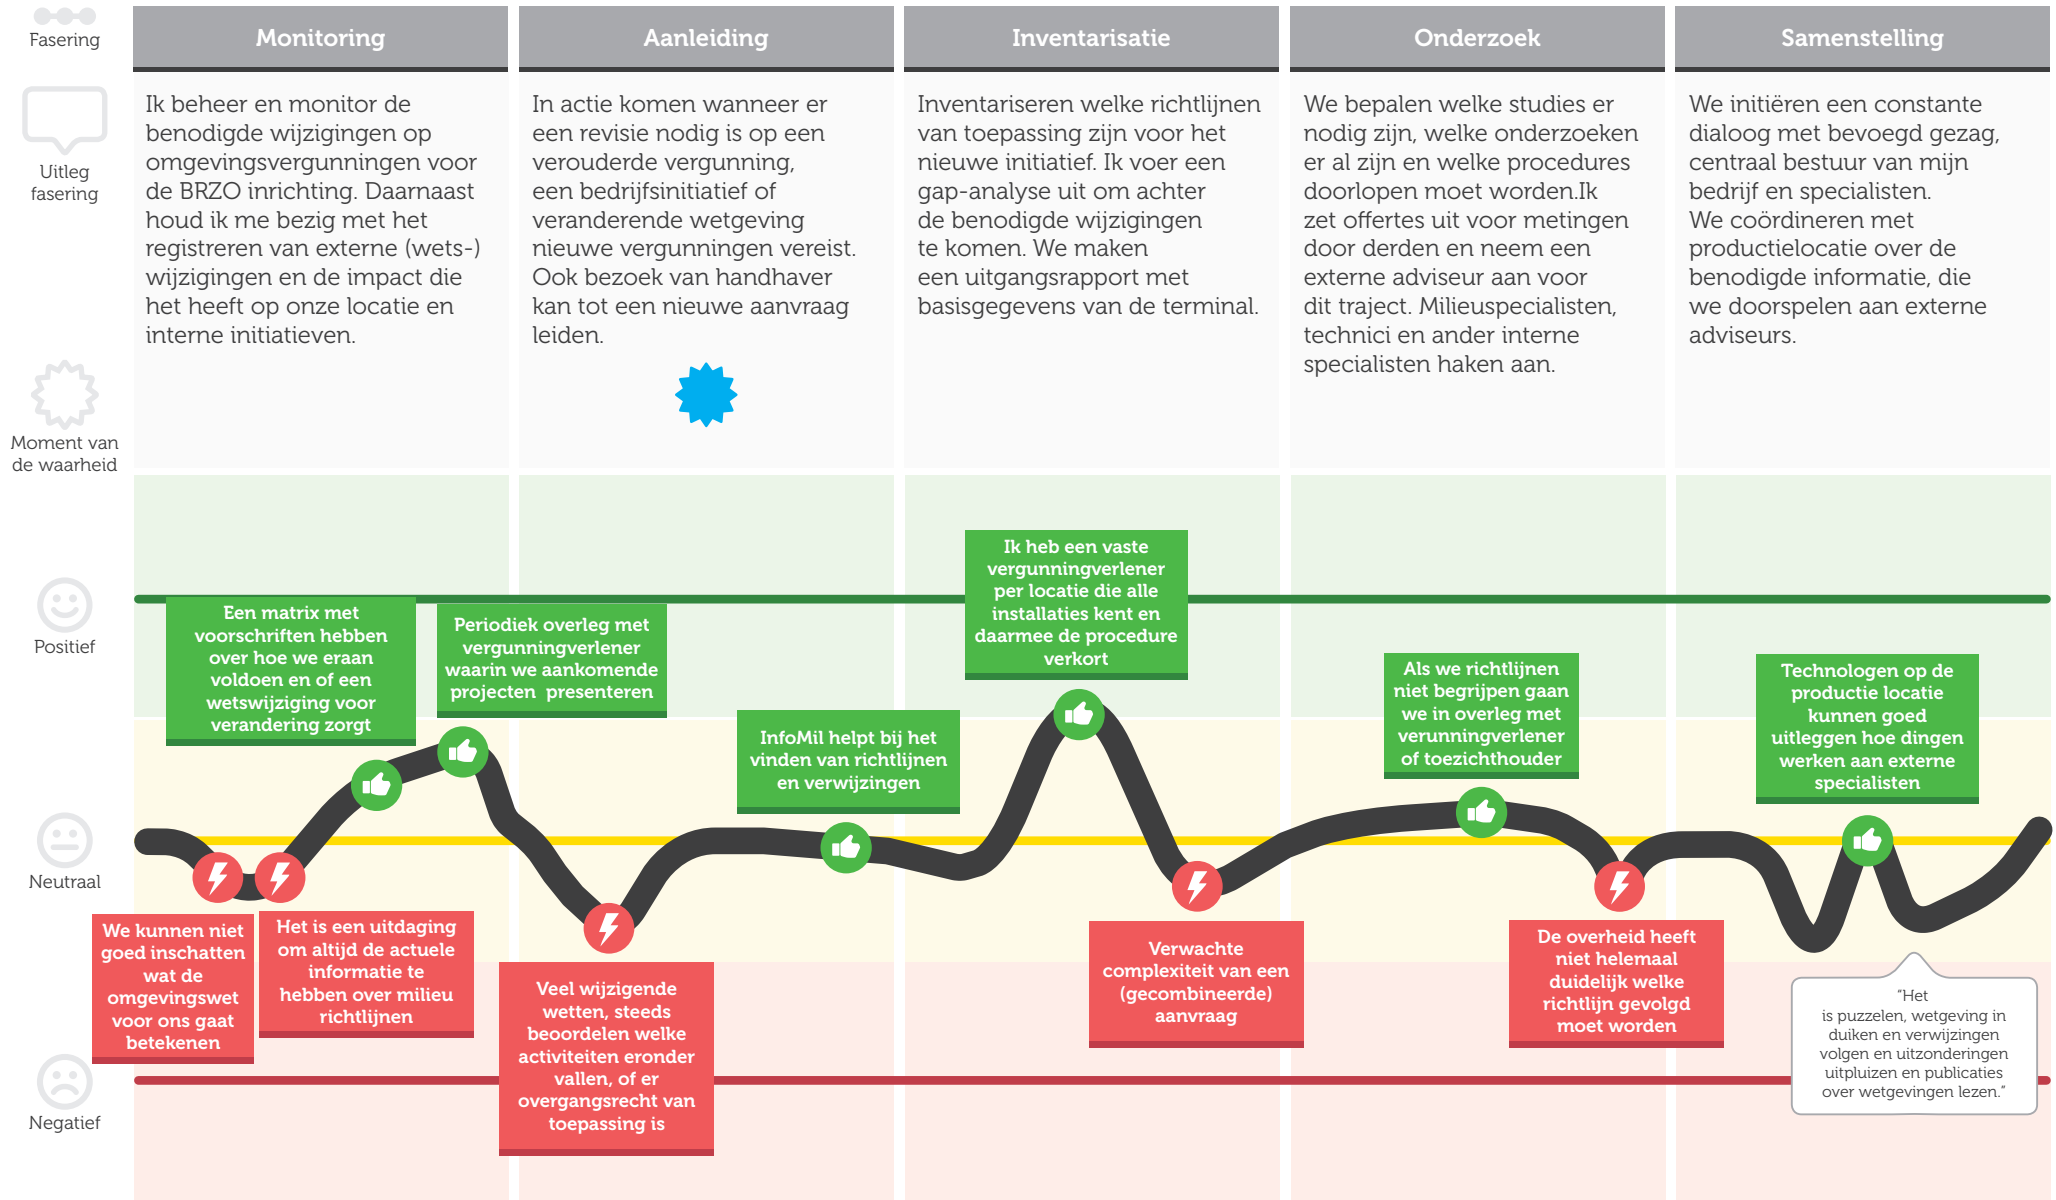 Fasering
Monitoring
Aanleiding
Inventarisatie
Onderzoek
Samenstelling
Uitleg
fasering
Ik beheer en monitor de
benodigde wijzigingen op
omgevingsvergunningen voor
de BRZO inrichting. Daarnaast
houd ik me bezig met het
registreren van externe (wets-)
wijzigingen en de impact die
het heeft op onze locatie en
interne initiatieven.
In actie komen wanneer er
een revisie nodig is op een
verouderde vergunning,
een bedrijfsinitiatief of
veranderende wetgeving
nieuwe vergunningen vereist.
Ook bezoek van handhaver
kan tot een nieuwe aanvraag
leiden.
Inventariseren welke richtlijnen
van toepassing zijn voor het
nieuwe initiatief. Ik voer een
gap-analyse uit om achter
de benodigde wijzigingen
te komen. We maken
een uitgangsrapport met
basisgegevens van de terminal.
We bepalen welke studies er
nodig zijn, welke onderzoeken
er al zijn en welke procedures
doorlopen moet worden.Ik
zet offertes uit voor metingen
door derden en neem een
externe adviseur aan voor
dit traject. Milieuspecialisten,
technici en ander interne
specialisten haken aan.
We initiëren een constante
dialoog met bevoegd gezag,
centraal bestuur van mijn
bedrijf en specialisten.
We coördineren met
productielocatie over de
benodigde informatie, die
we doorspelen aan externe
adviseurs.
Moment van
de waarheid
Positief
Neutraal
Negatief
Een matrix met
voorschriften hebben
over hoe we eraan
voldoen en of een
wetswijziging voor
verandering zorgt
Periodiek overleg met
vergunningverlener
waarin we aankomende
projecten presenteren
InfoMil helpt bij het
vinden van richtlijnen
en verwijzingen
Ik heb een vaste
vergunningverlener
per locatie die alle
installaties kent en
daarmee de procedure
verkort
Als we richtlijnen
niet begrijpen gaan
we in overleg met
verunningverlener
of toezichthouder
Technologen op de
productie locatie
kunnen goed
uitleggen hoe dingen
werken aan externe
specialisten
We kunnen niet
goed inschatten
wat de
omgevingswet
voor ons gaat
betekenen
Het is een uitdaging
om altijd de actuele
informatie te
hebben over milieu
richtlijnen
Veel wijzigende
wetten, steeds
beoordelen welke
activiteiten eronder
vallen, of er
overgangsrecht van
toepassing is
Verwachte
complexiteit van een
(gecombineerde)
aanvraag
De overheid heeft
niet helemaal
duidelijk welke
richtlijn gevolgd
moet worden
"Het
is puzzelen, wetgeving in
duiken en verwijzingen
volgen en uitzonderingen
uitpluizen en publicaties
over wetgevingen lezen."